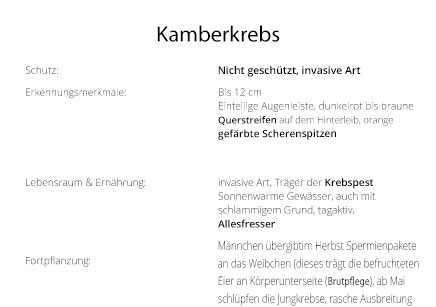 Kamberkrebs
Schutz: Nicht geschützt, invasive Art
Erkennungsmerkmale: Bis 12 cm
Einteilige Augenleiste, dunkelrot bis braune
Querstreifen auf dem Hinterleib, orange
gefärbte Scherenspitzen
Lebensraum & Ernährung: invasive Art, Träger der Krebspest
Sonnenwarme Gewässer, auch mit
schlammigem Grund, tagaktiv,
Allesfresser
Männchen übergibtim Herbst Spermienpakete
Fortpflanzung: an das Weibchen (dieses trägt die befruchteten
Eier an Körperunterseite (Brutpflege), ab Mai
schlüpfen die Jungkrebse, rasche Ausbreitung